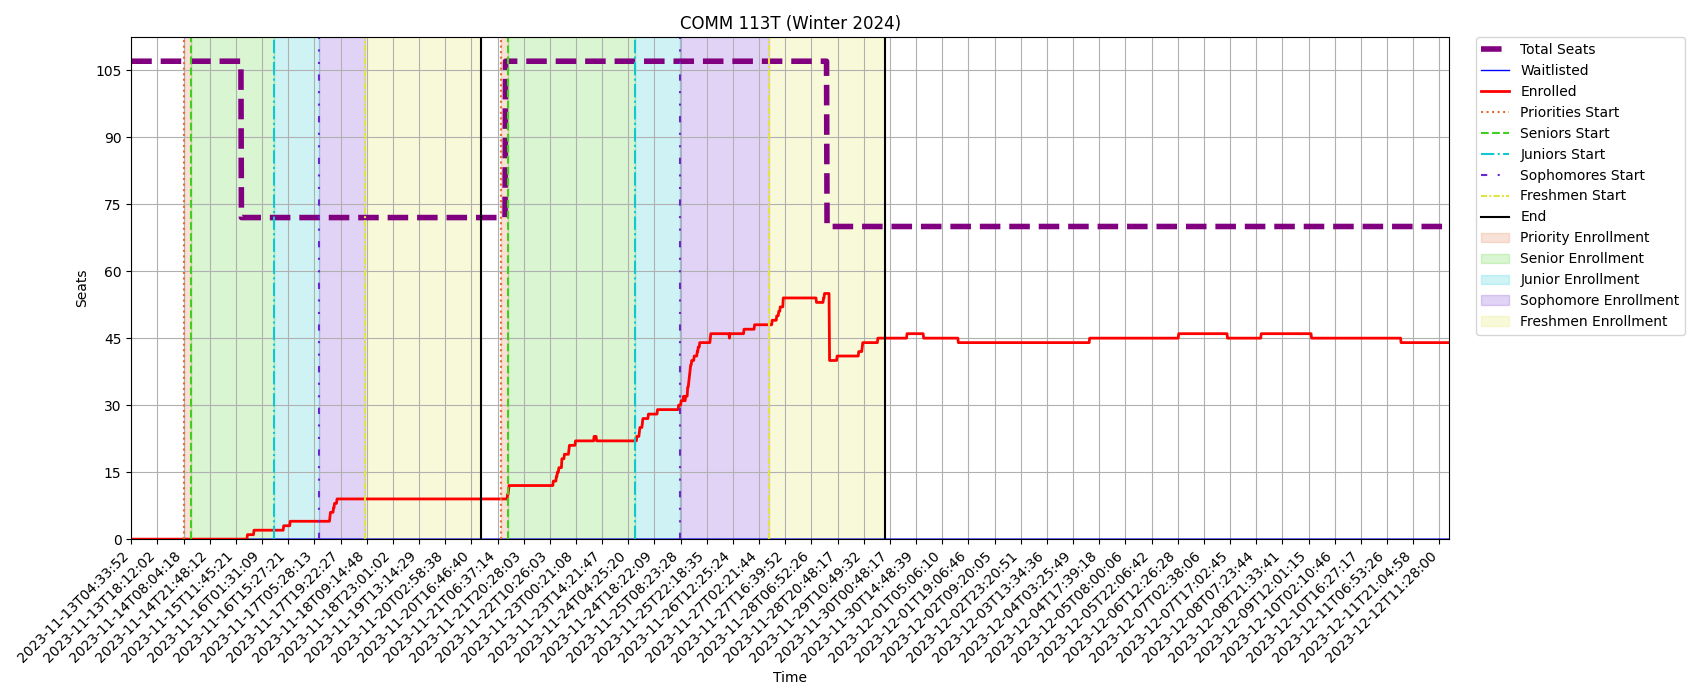 COMM 113T (Winter 2024)
Seats
105
90
75
60
45
30
15
0
2023-11-13T04:33:52
2023-11-13T18:12:02
2023-11-14T08:04:18
2023-11-14T21:48:12
2023-11-15T11:45:21
2023-11-16T01:31:09
2023-11-16T15:27:21
2023-11-17T05:28:13
2023-11-17T19:22:27
2023-11-18T09:14:48
2023-11-18T23:01:02
2023-11-19T13:14:29
2023-11-20T02:58:38
2023-11-20T16:46:40
2023-11-21T06:37:14
2023-11-21T20:28:03
2023-11-22T10:26:03
2023-11-23T00:21:08
2023-11-23T14:21:47
2023-11-24T04:25:20
2023-11-24T18:22:09
2023-11-25T08:23:28
2023-11-25T22:18:35
2023-11-26T12:25:24
2023-11-27T02:21:44
2023-11-27T16:39:52
2023-11-28T06:52:26
2023-11-28T20:48:17
2023-11-29T10:49:32
2023-11-30T00:48:17
2023-11-30T14:48:39
2023-12-01T05:06:10
2023-12-01T19:06:46
2023-12-02T09:20:05
2023-12-02T23:20:51
2023-12-03T13:34:36
2023-12-04T03:25:49
2023-12-04T17:39:18
2023-12-05T08:00:06
2023-12-05T22:06:42
2023-12-06T12:26:28
2023-12-07T02:38:06
2023-12-07T17:02:45
2023-12-08T07:23:44
2023-12-08T21:33:41
2023-12-09T12:01:15
2023-12-10T02:10:46
2023-12-10T16:27:17
2023-12-11T06:53:26
2023-12-11T21:04:58
2023-12-12T11:28:00
Time
Total Seats
Waitlisted
Enrolled
Priorities Start
Seniors Start
Juniors Start
Sophomores Start
Freshmen Start
End
Priority Enrollment
Senior Enrollment
Junior Enrollment
Sophomore Enrollment
Freshmen Enrollment